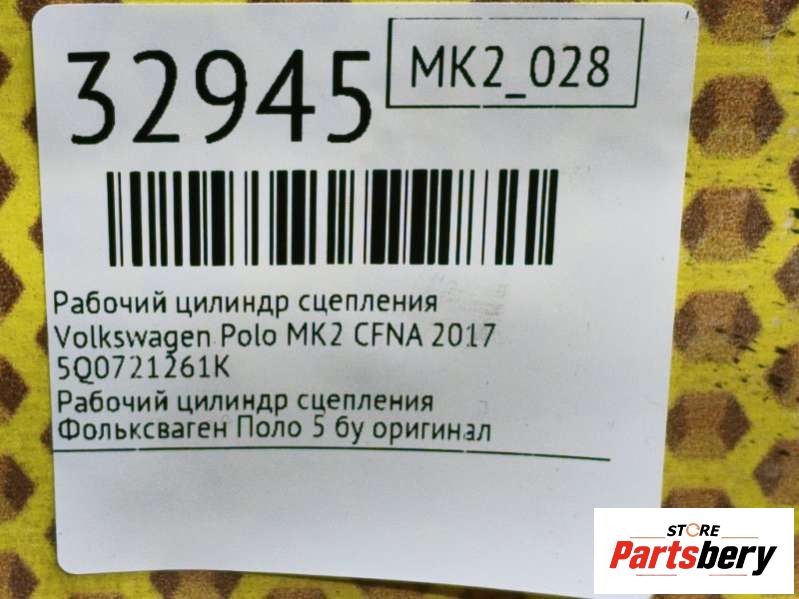 32945
MK2_028
Рабочий цилиндр сцепления
Volkswagen Polo MK2 CFNA 2017
5Q0721261K
Рабочий цилиндр сцепления
Фольксваген Поло 5 бу оригинал
STORE
Partsbery